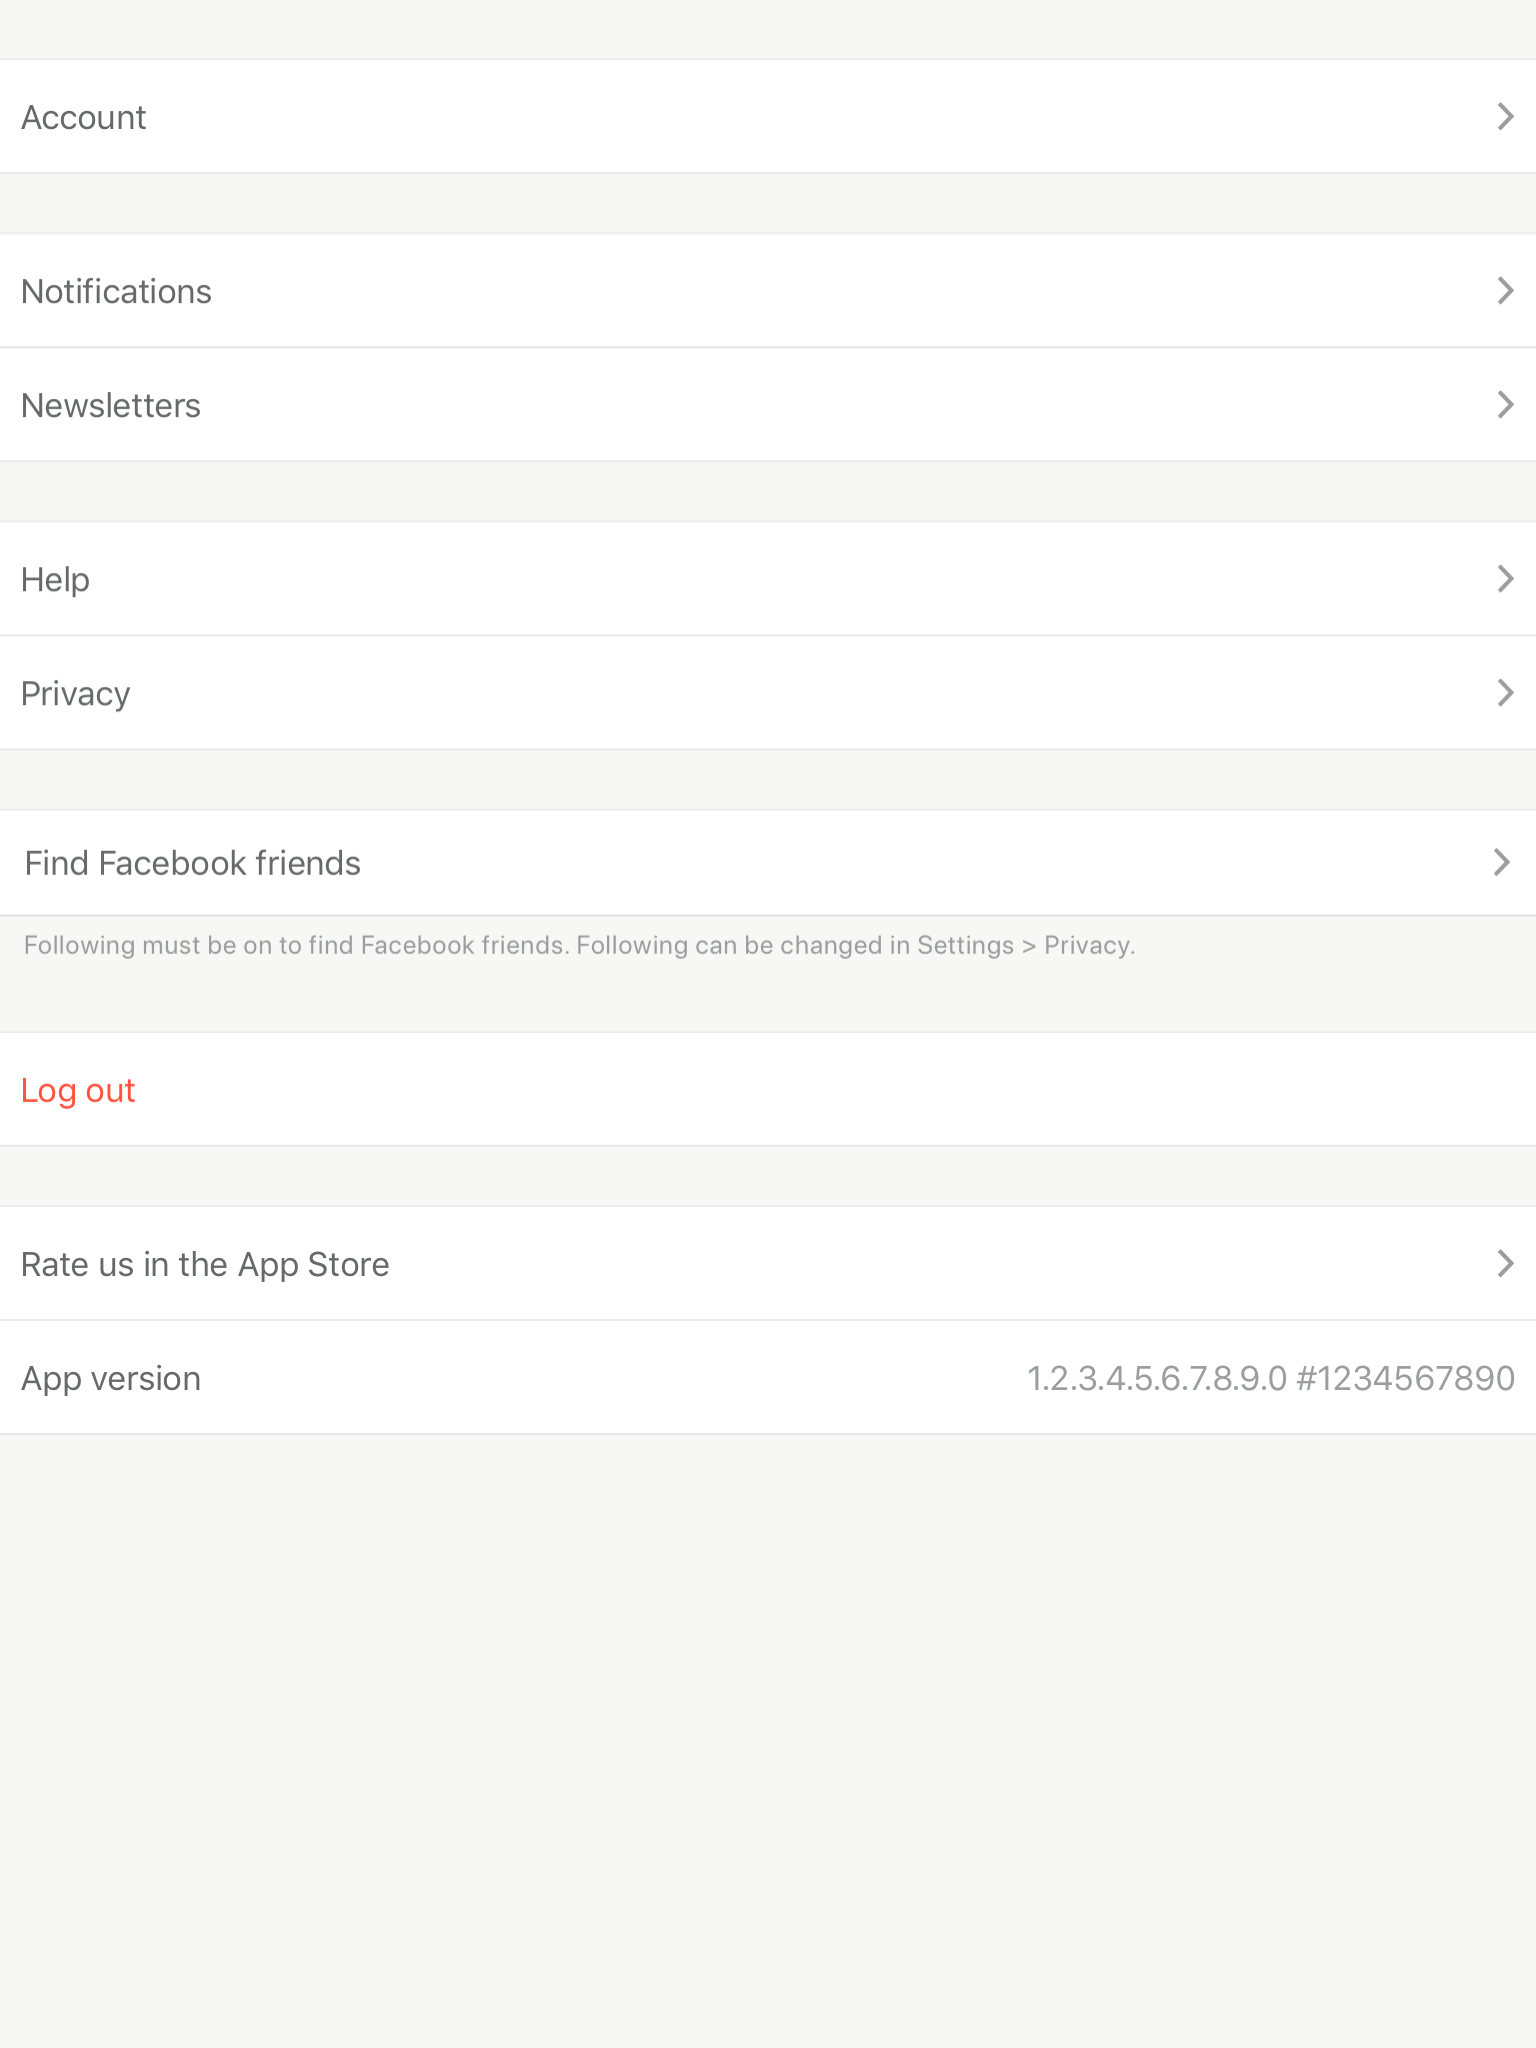 Account
Notifications
Newsletters
Help
Privacy
Find Facebook friends
Following must be on to find Facebook friends. Following can be changed in Settings > Privacy.
Log out
Rate us in the App Store
App version 1.2.3.4.5.6.7.8.9.0 #1234567890